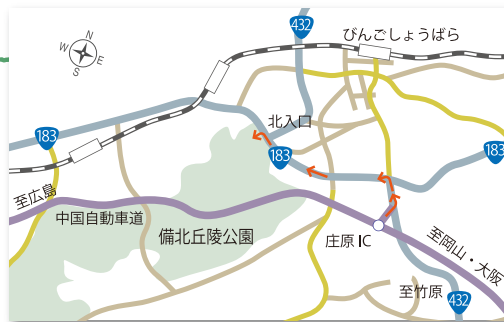 N
W
E
S
432
びんごしょうばら
北入口
183
183
183
至広島
中国自動車道
備北丘陵公園
庄原 IC
至岡山・大阪
至竹原
432